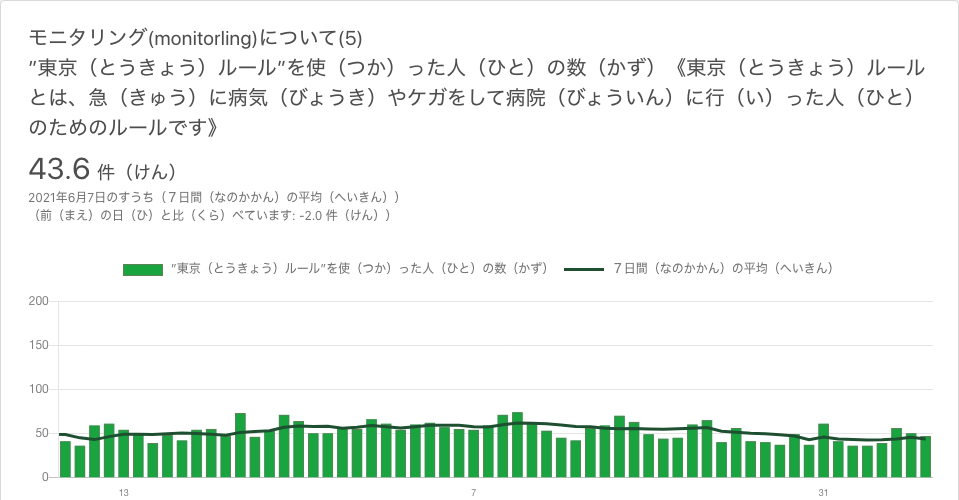 モニタリング(monitorling)について(5)
”東京（とうきょう）ルール”を使（つか）った人（ひと）の数（かず）《東京（とうきょう）ルール
とは、急（きゅう）に病気（びょうき）やケガをして病院（びょういん）に行（い）った人（ひと）
のためのルールです》
43.6 件（けん）
2021年6月7日のすうち（７日間（なのかかん）の平均（へいきん））
（前（まえ）の日（ひ）と比（くら）べています: -2.0 件（けん））
”東京（とうきょう）ルール”を使（つか）った人（ひと）の数（かず） ７日間（なのかかん）の平均（へいきん）
200
150
100
50
0
13 7 31